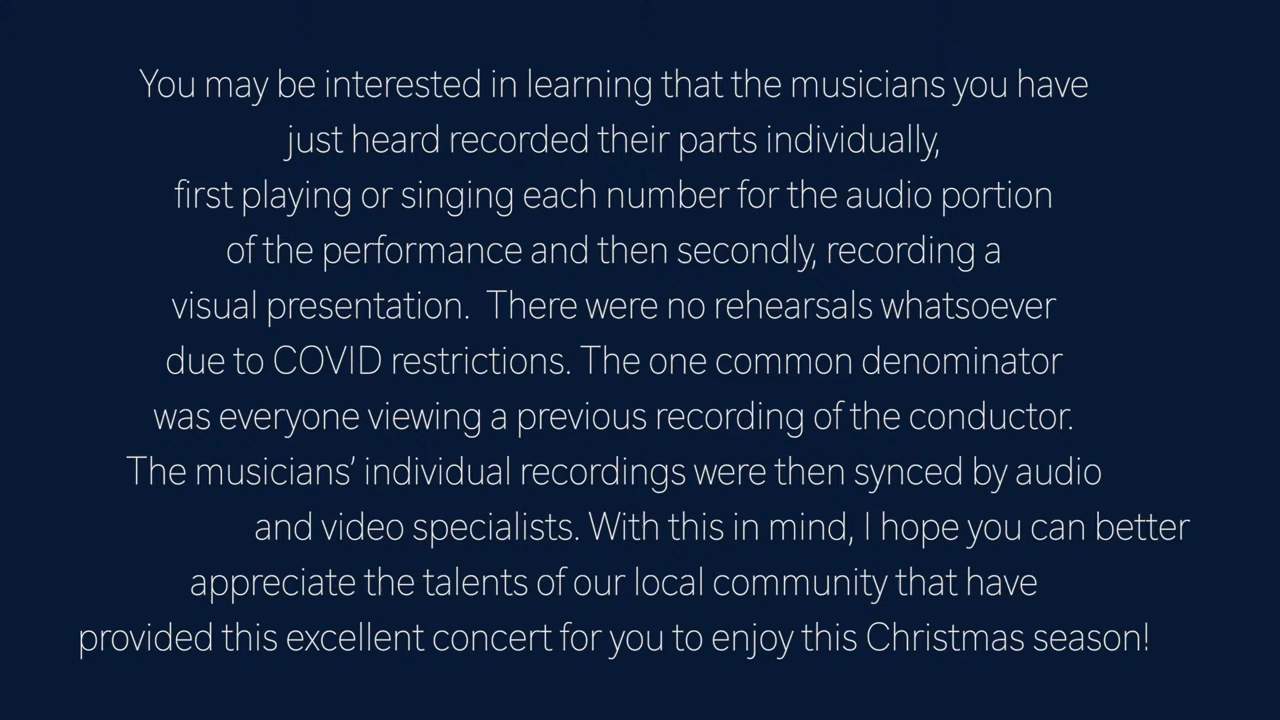 You may be interested in learning that the musicians you have
just heard recorded their parts individually,
first playing or singing each number for the audio portion
of the performance and then secondly, recording a
visual presentation.  There were no rehearsals whatsoever
due to COVID restrictions. The one common denominator
was everyone viewing a previous recording of the conductor.
The musicians’ individual recordings were then synced by audio
and video specialists. With this in mind, I hope you can better
appreciate the talents of our local community that have
provided this excellent concert for you to enjoy this Christmas season!